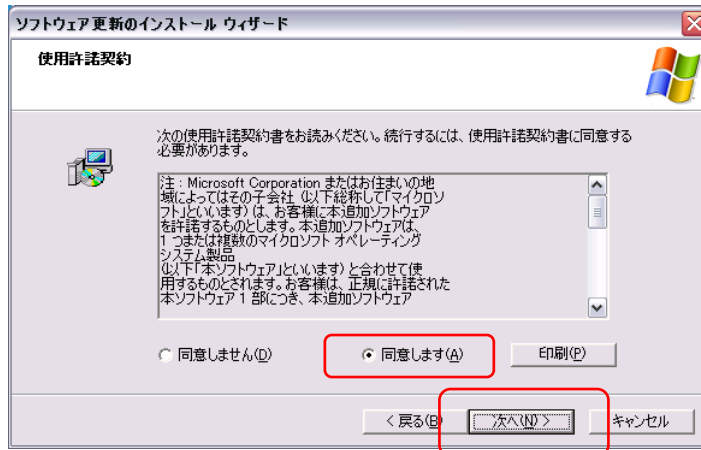 ソフトウェア更新のインストール ウィザード
使用許諾契約
次の使用許諾契約書をお読みください。続行するには、使用許諾契約書に同意する
必要があります。
注 : Microsoft Corporation またはお住まいの地
域によってはその子会社 (以下総称して「マイクロソ
フト」といいます) は、お客様に本追加ソフトウェア
を許諾するものとします。本追加ソフトウェアは、
1 つまたは複数のマイクロソフト オペレーティング
システム製品
(以下「本ソフトウェア」といいます) と合わせて使
用するものとされます。お客様は、正規に許諾された
本ソフトウェア 1 部につき、本追加ソフトウェア
同意しません(D) 同意します(A) 印刷(P)
< 戻る(B) 次へ(N) > キャンセル